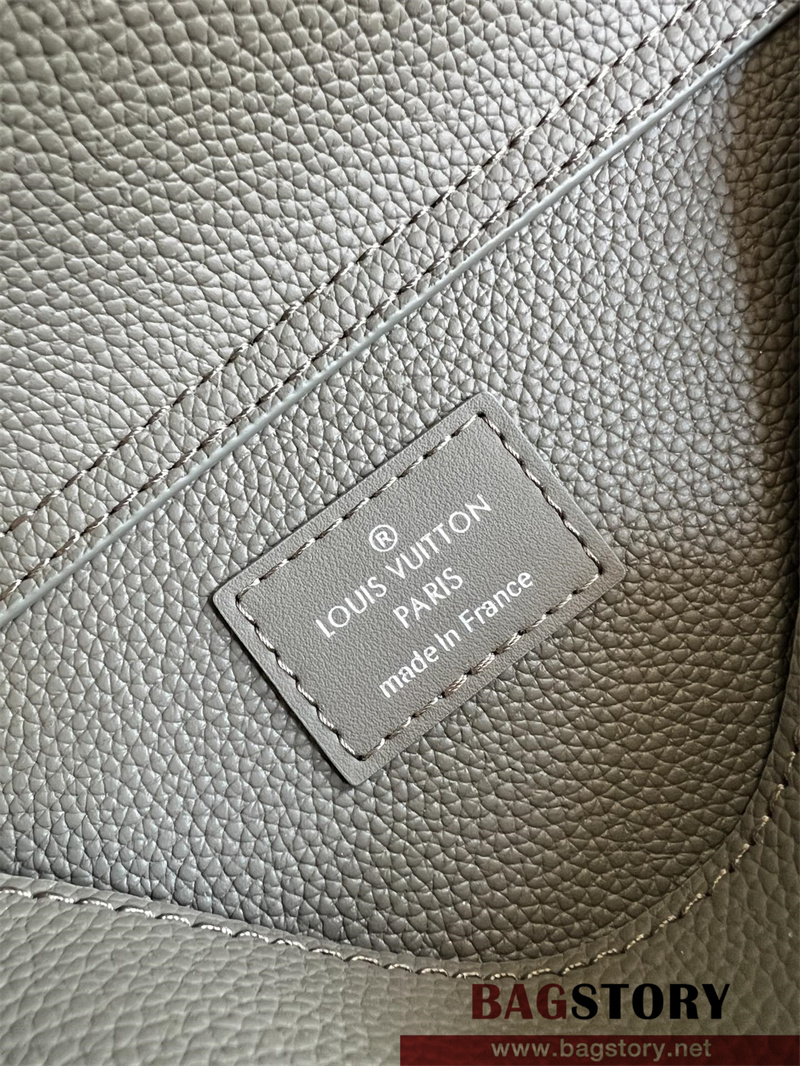 ®
LOUIS VUITTON
PARIS
made in France
BAGSTORY
www.bagstory.net